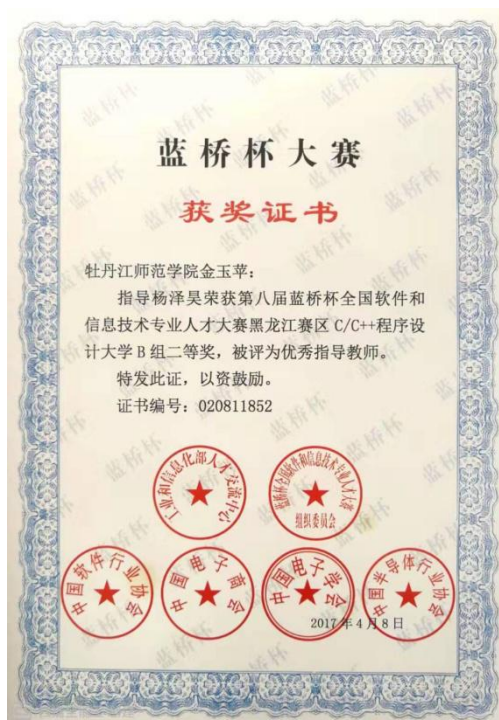 蓝桥杯大赛
获奖证书
牡丹江师范学院金玉苹：
指导杨泽昊荣获第八届蓝桥杯全国软件和
信息技术专业人才大赛黑龙江赛区 C/C++程序设
计大学 B 组二等奖，被评为优秀指导教师。
特发此证，以资鼓励。
证书编号：020811852
工业和信息化部人才交流中心
蓝桥杯全国软件和信息技术专业人才大赛
组织委员会
中国软件行业协会
中国电子商会
中国电子学会
中国半导体行业协会
2017 年 4 月 8 日